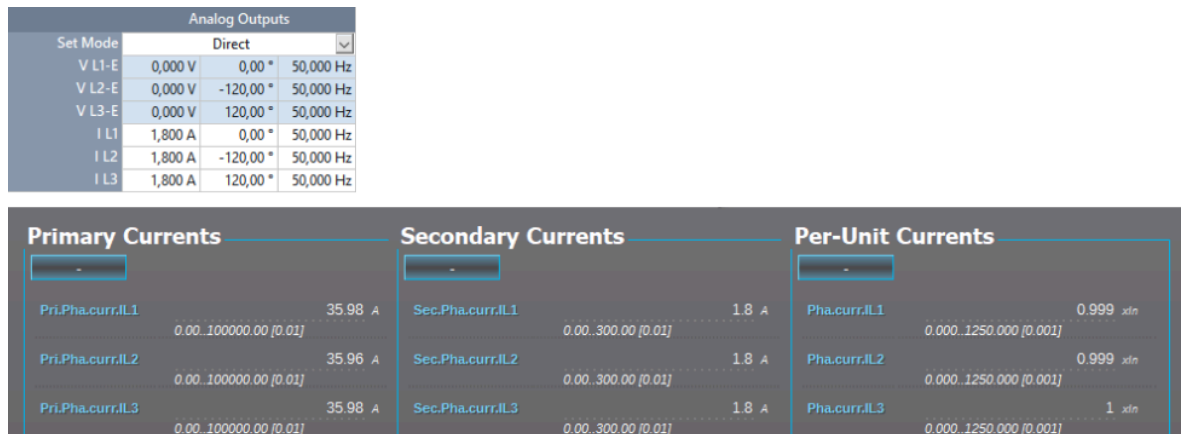 Analog Outputs
Set Mode Direct
V L1-E 0,000 V 0,00 ° 50,000 Hz
V L2-E 0,000 V -120,00 ° 50,000 Hz
V L3-E 0,000 V 120,00 ° 50,000 Hz
I L1 1,800 A 0,00 ° 50,000 Hz
I L2 1,800 A -120,00 ° 50,000 Hz
I L3 1,800 A 120,00 ° 50,000 Hz
Primary Currents Secondary Currents Per-Unit Currents
- - -
Pri.Pha.curr.IL1 35.98 A Sec.Pha.curr.IL1 1.8 A Pha.curr.IL1 0.999 xIn
0.00..100000.00 [0.01] 0.00..300.00 [0.01] 0.000..1250.000 [0.001]
Pri.Pha.curr.IL2 35.96 A Sec.Pha.curr.IL2 1.8 A Pha.curr.IL2 0.999 xIn
0.00..100000.00 [0.01] 0.00..300.00 [0.01] 0.000..1250.000 [0.001]
Pri.Pha.curr.IL3 35.98 A Sec.Pha.curr.IL3 1.8 A Pha.curr.IL3 1 xIn
0.00..100000.00 [0.01] 0.00..300.00 [0.01] 0.000..1250.000 [0.001]